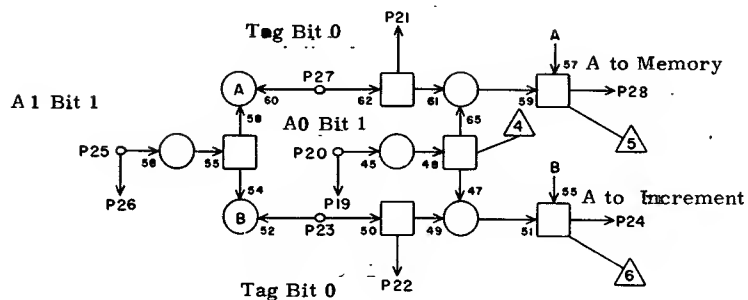 Tag Bit 0
P21
A
57
A to Memory
P27
A
60
62
61
59
P28
A1 Bit 1
58
A0 Bit 1
65
4
5
P25
56
55
P20
45
48
B
P26
54
P19
47
55
A to Increment
B
52
P23
50
49
51
P24
Tag Bit 0
P22
6